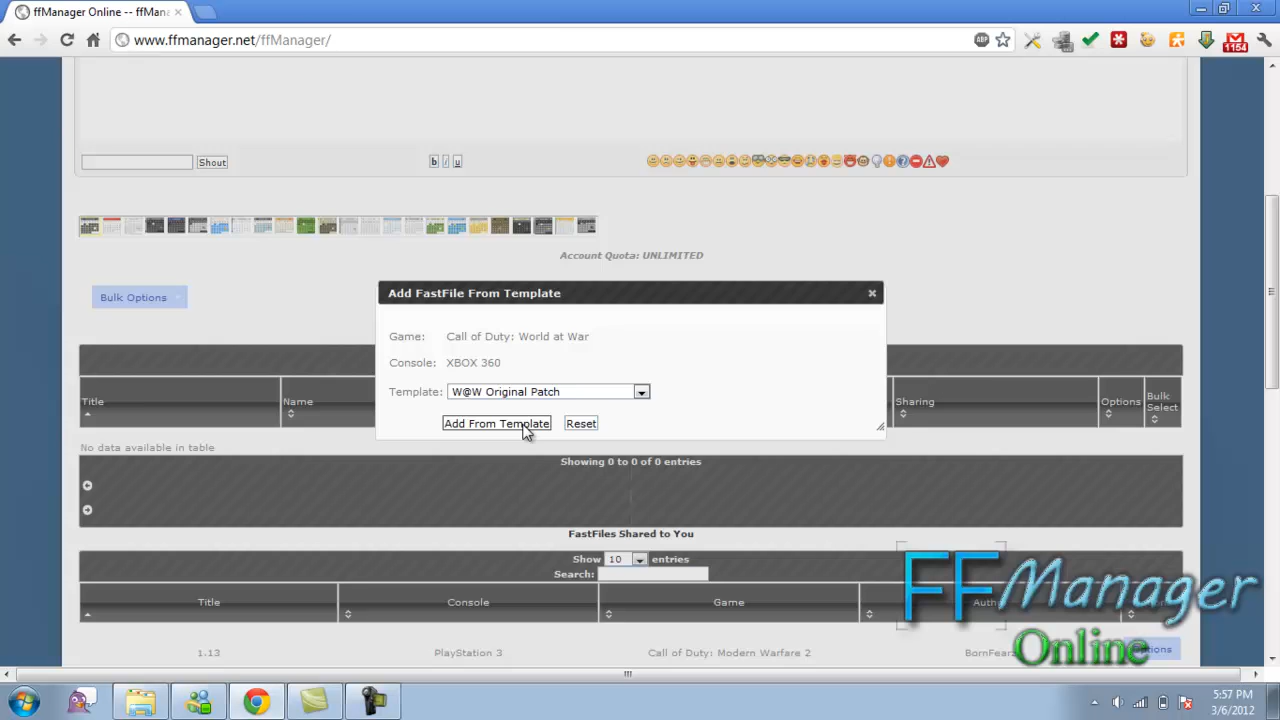 ffManager Online -- ffMan
www.ffmanager.net/ffManager/
ABP
1154
Shout
b i u
Account Quota: UNLIMITED
Bulk Options
Add FastFile From Template
Game: Call of Duty: World at War
Console: XBOX 360
Template: W@W Original Patch
Add From Template Reset
Title Name Sharing Options Bulk Select
No data available in table
Showing 0 to 0 of 0 entries
FastFiles Shared to You
Show 10 entries
Search:
Title Console Game Autho
1.13 PlayStation 3 Call of Duty: Modern Warfare 2 BornFear Options
FFManager
Online
5:57 PM
3/6/2012